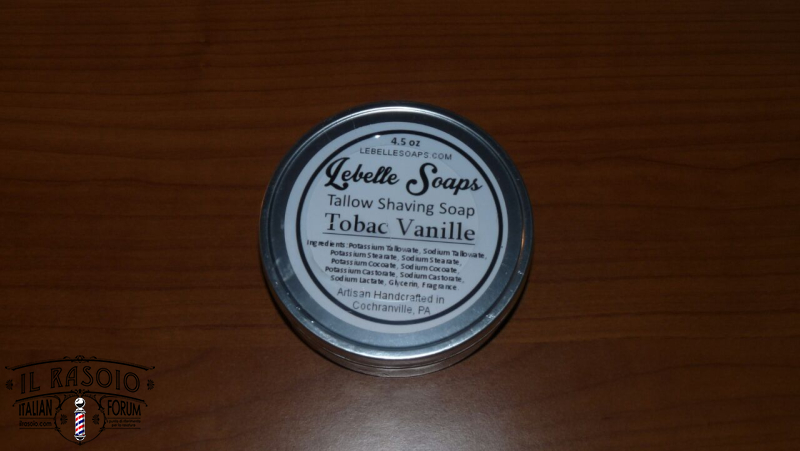 4.5 oz
LEBELLESOAPS.COM
Lebelle Soaps
Tallow Shaving Soap
Tobac Vanille
Ingredients:Potassium Tallowate, Sodium Tallowate,
Potassium Stearate, Sodium Stearate,
Potassium Cocoate, Sodium Cocoate,
Potassium Castorate, Sodium Castorate,
Sodium Lactate, Glycerin, Fragrance
Artisan Handcrafted in
Cochranville, PA
IL RASOIO
ITALIAN FORUM
ilrasoio.com